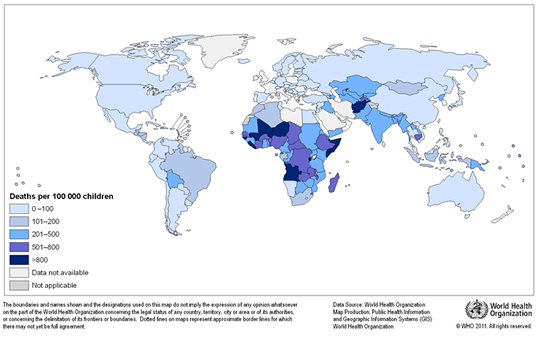 Deaths per 100 000 children
0 –100
101–200
201–500
501–800
>800
Data not available
Not applicable
The boundaries and names shown and the designations used on this map do not imply the expression of any opinion whatsoever
on the part of the World Health Organization concerning the legal status of any country, territory, city or area or of its authorities,
or concerning the delimitation of its frontiers or boundaries. Dotted lines on maps represent approximate border lines for which
there may not yet be full agreement.
Data Source: World Health Organization
Map Production: Public Health Information
and Geographic Information Systems (GIS)
World Health Organization
World Health
Organization
© WHO 2011. All rights reserved.